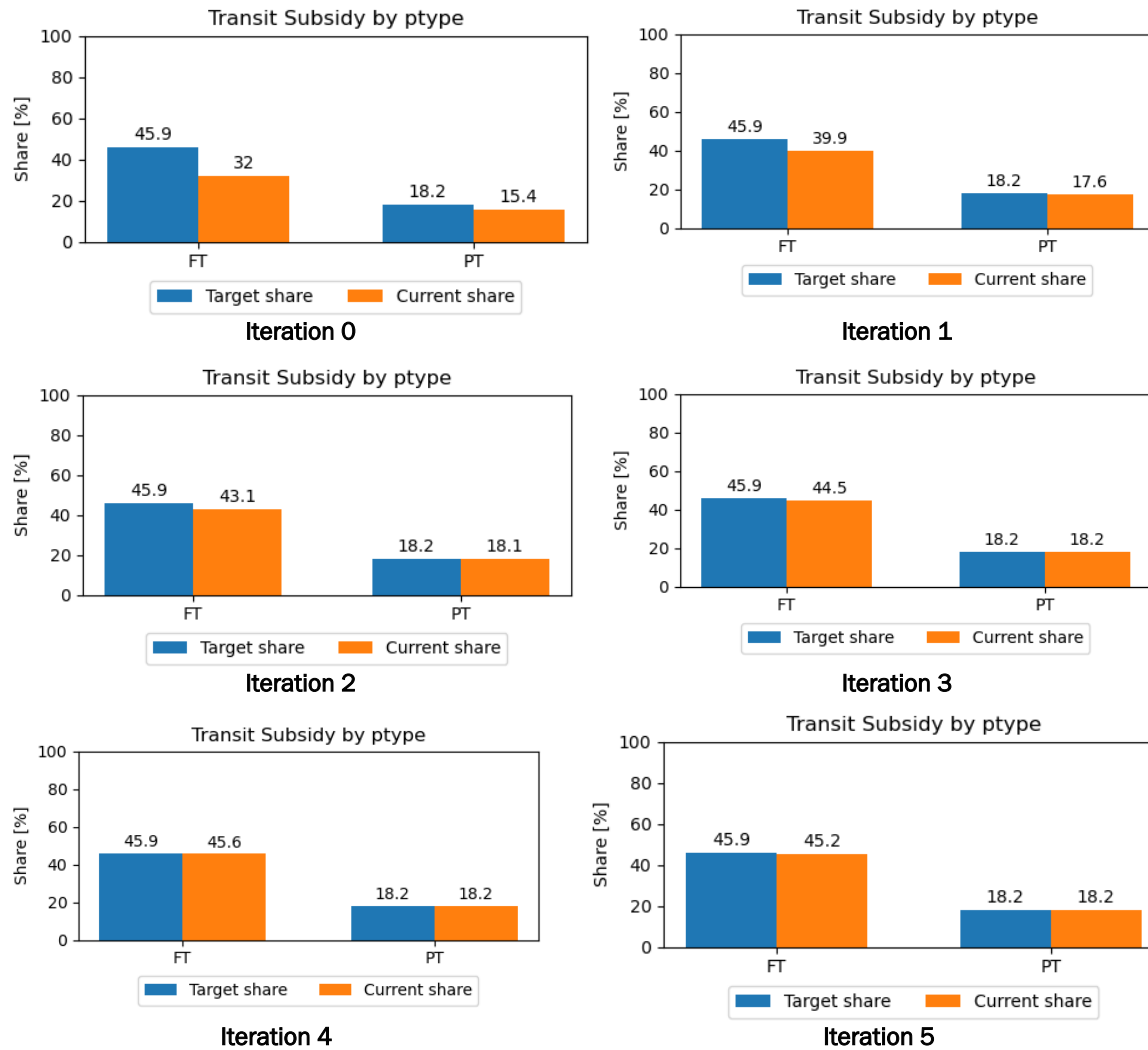 Transit Subsidy by ptype
100
80
60
40
20
0
Share [%]
45.9
32
18.2
15.4
FT
PT
Target share
Current share
Iteration 0
Transit Subsidy by ptype
100
80
60
40
20
0
Share [%]
45.9
39.9
18.2
17.6
FT
PT
Target share
Current share
Iteration 1
Transit Subsidy by ptype
100
80
60
40
20
0
Share [%]
45.9
43.1
18.2
18.1
FT
PT
Target share
Current share
Iteration 2
Transit Subsidy by ptype
100
80
60
40
20
0
Share [%]
45.9
44.5
18.2
18.2
FT
PT
Target share
Current share
Iteration 3
Transit Subsidy by ptype
100
80
60
40
20
0
Share [%]
45.9
45.6
18.2
18.2
FT
PT
Target share
Current share
Iteration 4
Transit Subsidy by ptype
100
80
60
40
20
0
Share [%]
45.9
45.2
18.2
18.2
FT
PT
Target share
Current share
Iteration 5